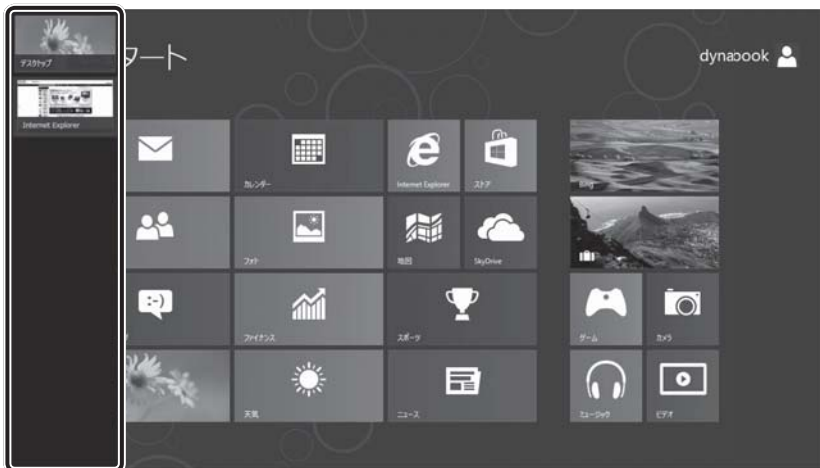 デスクトップ
Internet Explorer
タート
dynabook
カレンダー
Internet Explorer
ストア
Bing
フォト
地図
SkyDrive
ファイナンス
スポーツ
ゲーム
カメラ
天気
ニュース
ミュージック
ビデオ